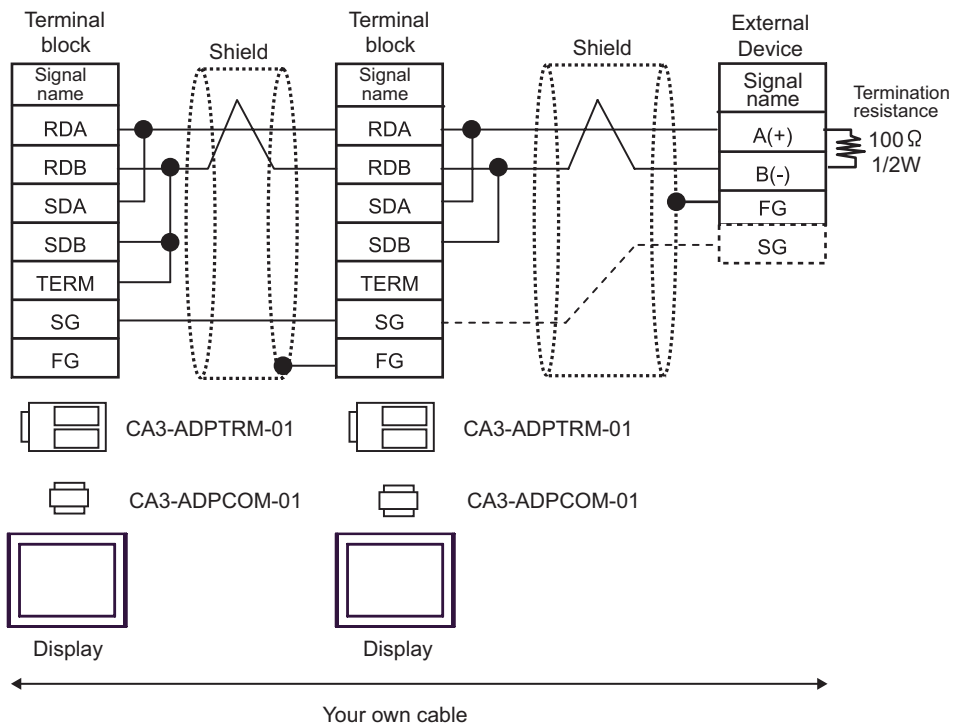 Terminal
block
Shield
Terminal
block
Shield
External
Device
Signal
name
RDA
RDB
SDA
SDB
TERM
SG
FG
Signal
name
RDA
RDB
SDA
SDB
TERM
SG
FG
Signal
name
A(+)
B(-)
FG
SG
Termination
resistance
100 Ω
1/2W
CA3-ADPTRM-01
CA3-ADPTRM-01
CA3-ADPCOM-01
CA3-ADPCOM-01
Display
Display
Your own cable